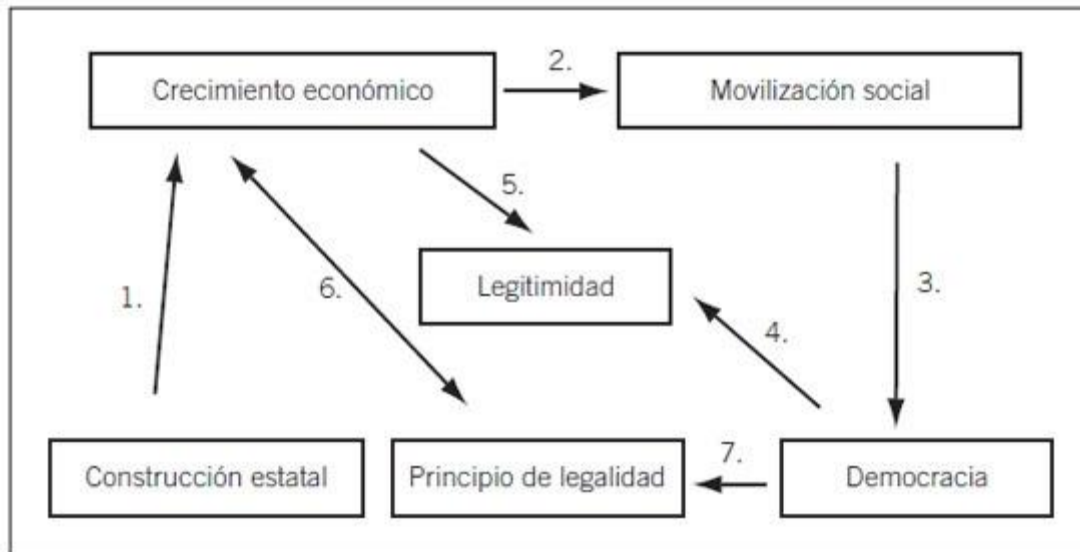 Crecimiento económico
2.
Movilización social
5.
Legitimidad
1.
6.
3.
4.
7.
Construcción estatal
Principio de legalidad
Democracia